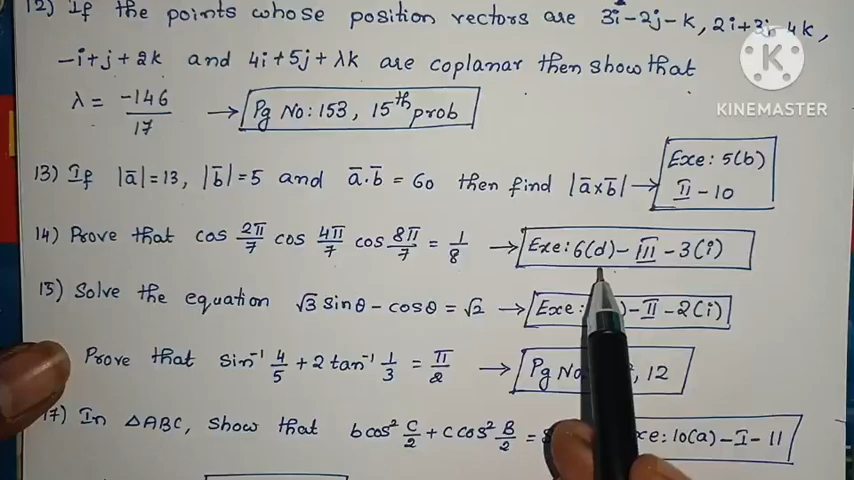 12) If the points whose position vectors are 3i-2j-k, 2i+3j-4k,
-i+j+2k and 4i+5j+λk are coplanar then show that
λ = -146/17 → Pg No: 153, 15th prob
K
KINEMASTER
13) If |a̅|=13, |b̅|=5 and a̅.b̅ = 60 then find |a̅xb̅| → Exe: 5(b)
II - 10
14) Prove that cos 2π/7 cos 4π/7 cos 8π/7 = 1/8 → Exe: 6(d)- III - 3(i)
15) Solve the equation √3 sinθ - cosθ = √2 → Exe: )- II - 2(i)
Prove that sin⁻¹ 4/5 + 2 tan⁻¹ 1/3 = π/2 → Pg No , 12
17) In △ABC, show that b cos² C/2 + c cos² B/2 = xe: 10(a) - I - 11